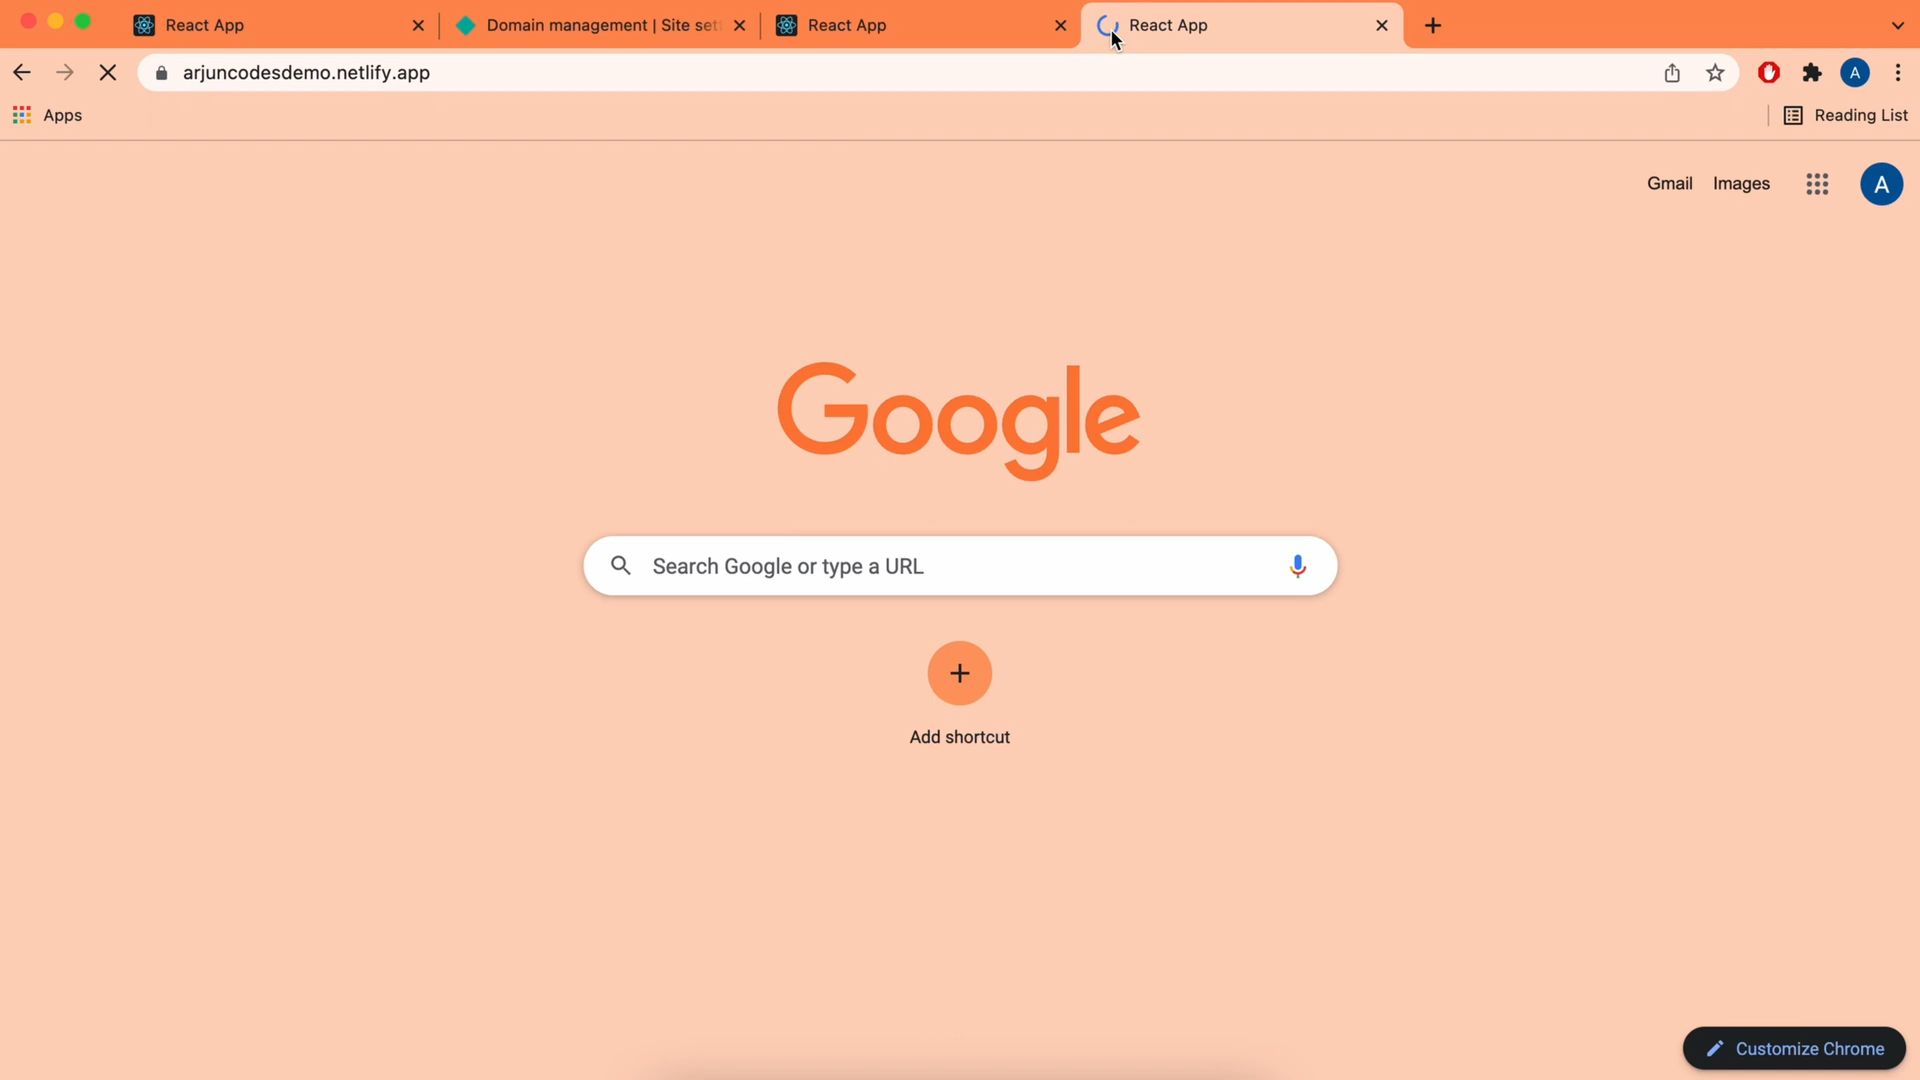 React App
Domain management | Site set
React App
React App
arjuncodesdemo.netlify.app
A
Apps
Reading List
Gmail
Images
A
Google
Search Google or type a URL
Add shortcut
Customize Chrome